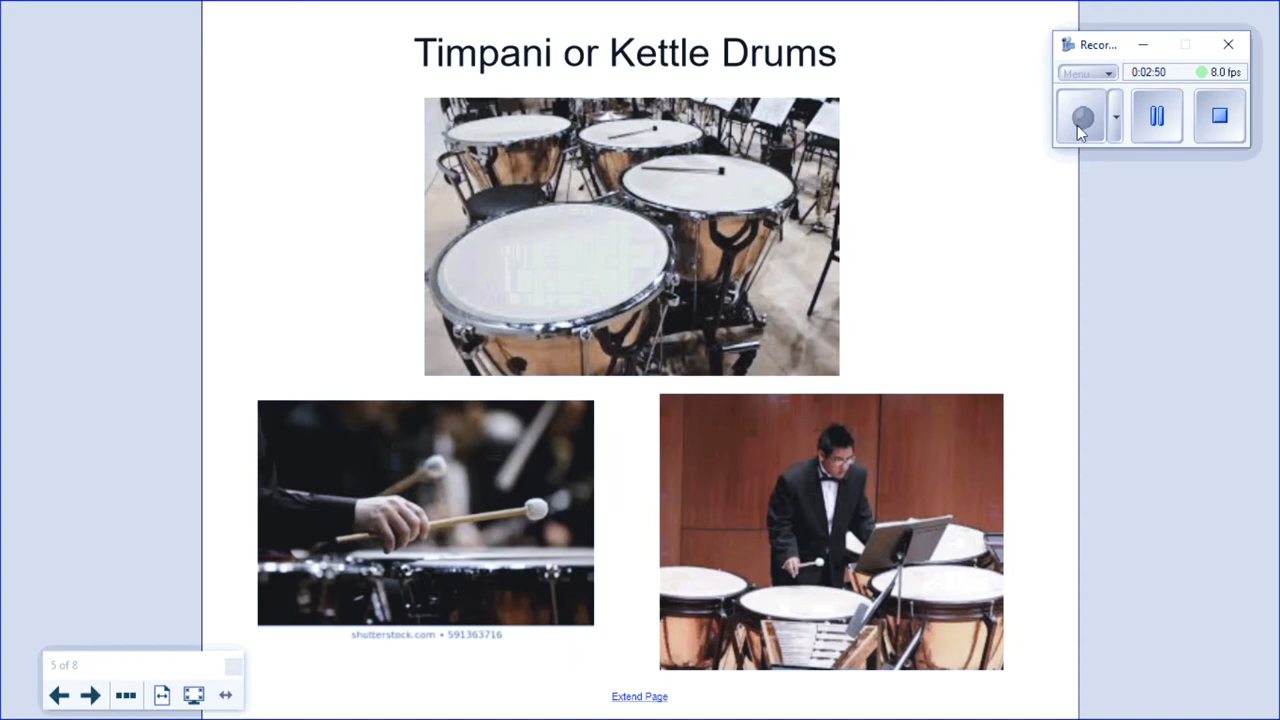 Timpani or Kettle Drums
Recor...
Menu
0:02:50
8.0 fps
shutterstock.com • 591363716
5 of 8
Extend Page